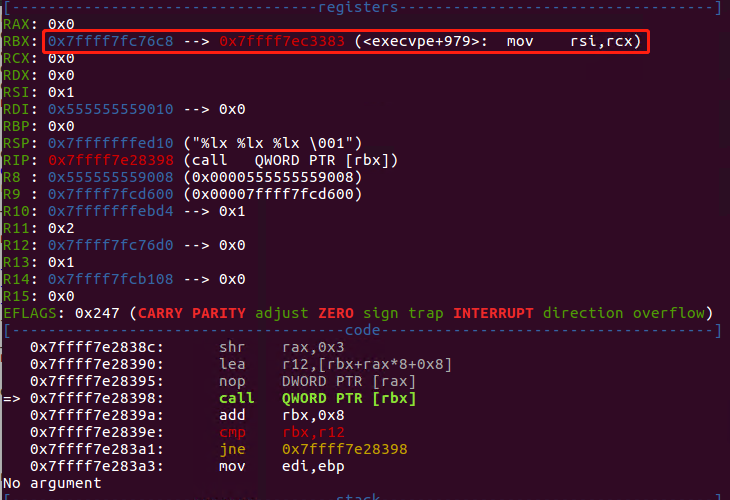 [----------------------------------registers-----------------------------------]
RAX: 0x0
RBX: 0x7ffff7fc76c8 --> 0x7ffff7ec3383 (<execvpe+979>: mov rsi,rcx)
RCX: 0x0
RDX: 0x0
RSI: 0x1
RDI: 0x555555559010 --> 0x0
RBP: 0x0
RSP: 0x7fffffffed10 ("%lx %lx %lx \001")
RIP: 0x7ffff7e28398 (call QWORD PTR [rbx])
R8 : 0x555555559008 (0x0000555555559008)
R9 : 0x7ffff7fcd600 (0x00007ffff7fcd600)
R10: 0x7fffffffebd4 --> 0x1
R11: 0x2
R12: 0x7ffff7fc76d0 --> 0x0
R13: 0x1
R14: 0x7ffff7fcb108 --> 0x0
R15: 0x0
EFLAGS: 0x247 (CARRY PARITY adjust ZERO sign trap INTERRUPT direction overflow)
[-------------------------------------code-------------------------------------]
0x7ffff7e2838c: shr rax,0x3
0x7ffff7e28390: lea r12,[rbx+rax*8+0x8]
0x7ffff7e28395: nop DWORD PTR [rax]
=> 0x7ffff7e28398: call QWORD PTR [rbx]
0x7ffff7e2839a: add rbx,0x8
0x7ffff7e2839e: cmp rbx,r12
0x7ffff7e283a1: jne 0x7ffff7e28398
0x7ffff7e283a3: mov edi,ebp
No argument
[------------------------------------stack-------------------------------------]